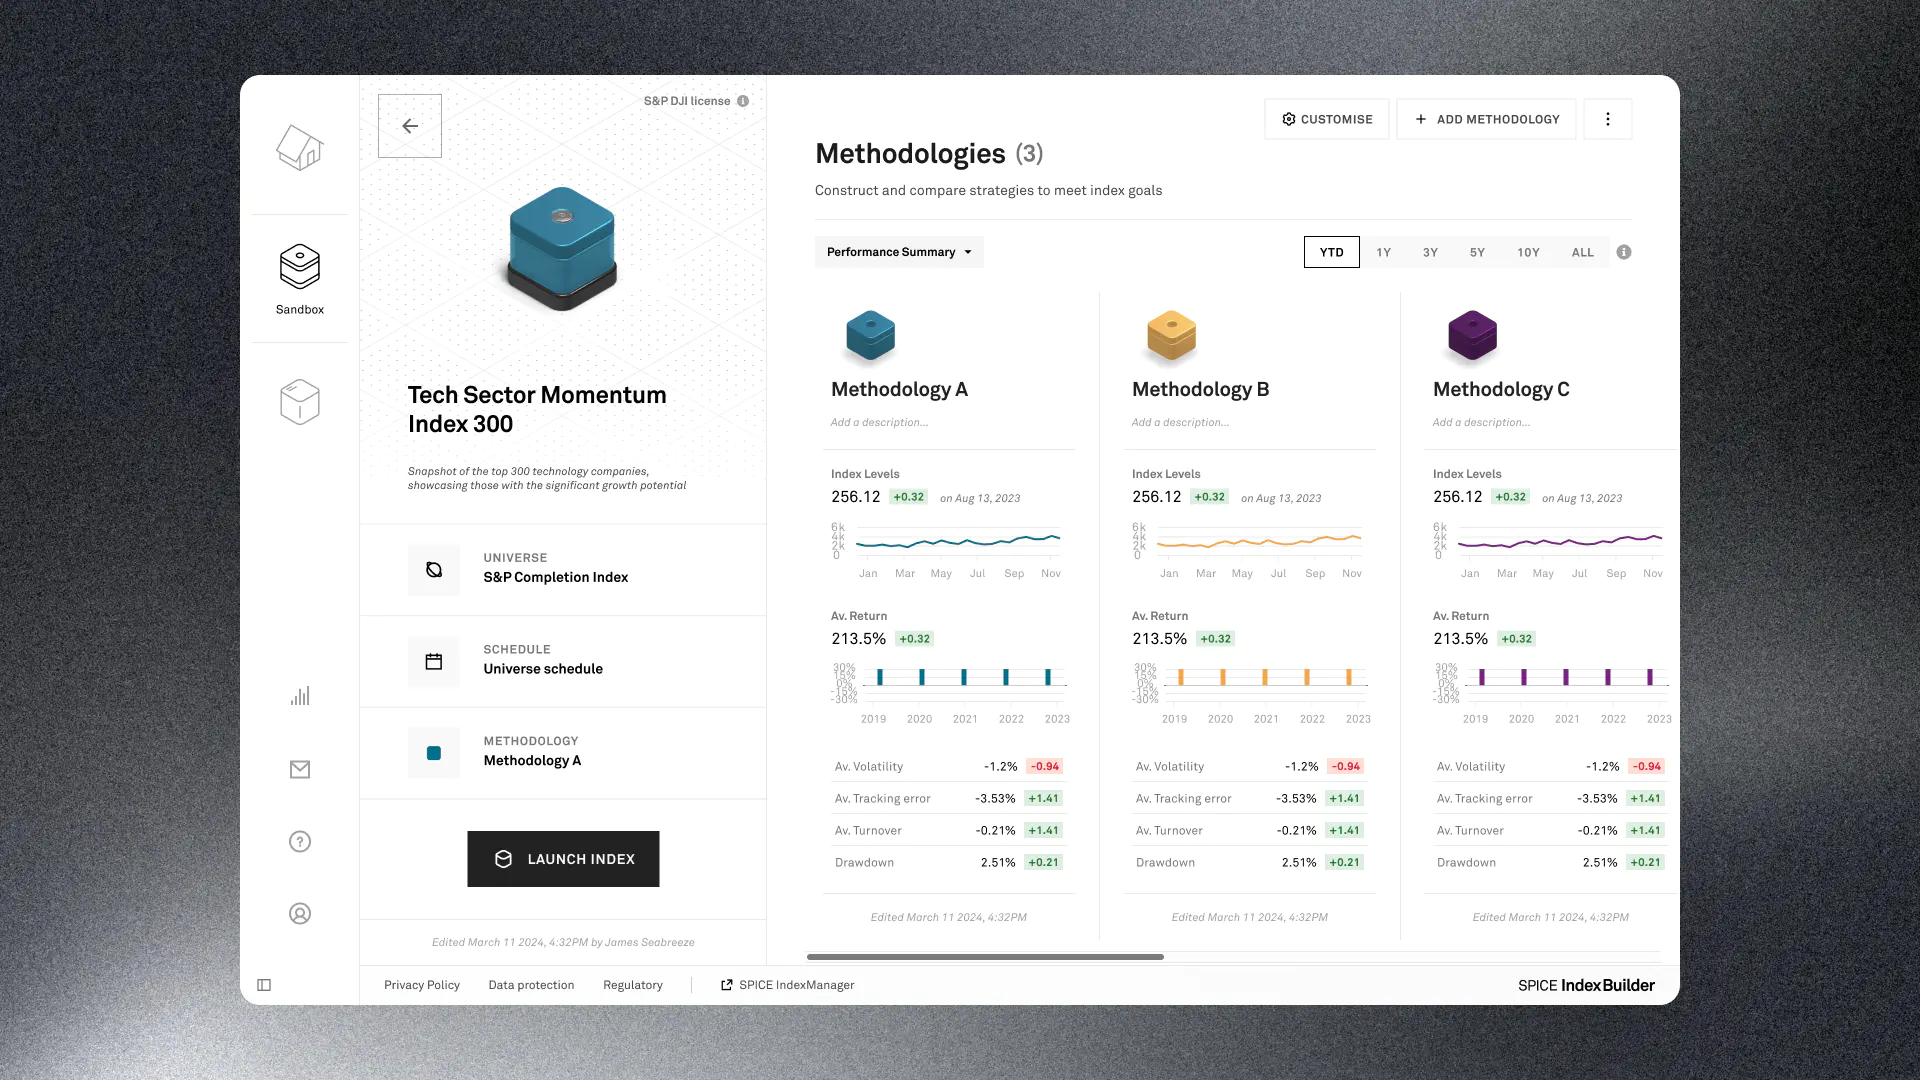 S&P DJI license
Sandbox
Tech Sector Momentum
Index 300
Snapshot of the top 300 technology companies,
showcasing those with the significant growth potential
UNIVERSE
S&P Completion Index
SCHEDULE
Universe schedule
METHODOLOGY
Methodology A
LAUNCH INDEX
Edited March 11 2024, 4:32PM by James Seabreeze
CUSTOMISE
ADD METHODOLOGY
Methodologies (3)
Construct and compare strategies to meet index goals
Performance Summary
YTD 1Y 3Y 5Y 10Y ALL
Methodology A
Add a description...
Index Levels
256.12 +0.32 on Aug 13, 2023
6k
4k
2k
0
Jan Mar May Jul Sep Nov
Av. Return
213.5% +0.32
30%
15%
0%
-15%
-30%
2019 2020 2021 2022 2023
Av. Volatility -1.2% -0.94
Av. Tracking error -3.53% +1.41
Av. Turnover -0.21% +1.41
Drawdown 2.51% +0.21
Edited March 11 2024, 4:32PM
Methodology B
Add a description...
Index Levels
256.12 +0.32 on Aug 13, 2023
6k
4k
2k
0
Jan Mar May Jul Sep Nov
Av. Return
213.5% +0.32
30%
15%
0%
-15%
-30%
2019 2020 2021 2022 2023
Av. Volatility -1.2% -0.94
Av. Tracking error -3.53% +1.41
Av. Turnover -0.21% +1.41
Drawdown 2.51% +0.21
Edited March 11 2024, 4:32PM
Methodology C
Add a description...
Index Levels
256.12 +0.32 on Aug 13, 2023
6k
4k
2k
0
Jan Mar May Jul Sep Nov
Av. Return
213.5% +0.32
30%
15%
0%
-15%
-30%
2019 2020 2021 2022 2023
Av. Volatility -1.2% -0.94
Av. Tracking error -3.53% +1.41
Av. Turnover -0.21% +1.41
Drawdown 2.51% +0.21
Edited March 11 2024, 4:32PM
Privacy Policy Data protection Regulatory SPICE IndexManager
SPICE IndexBuilder